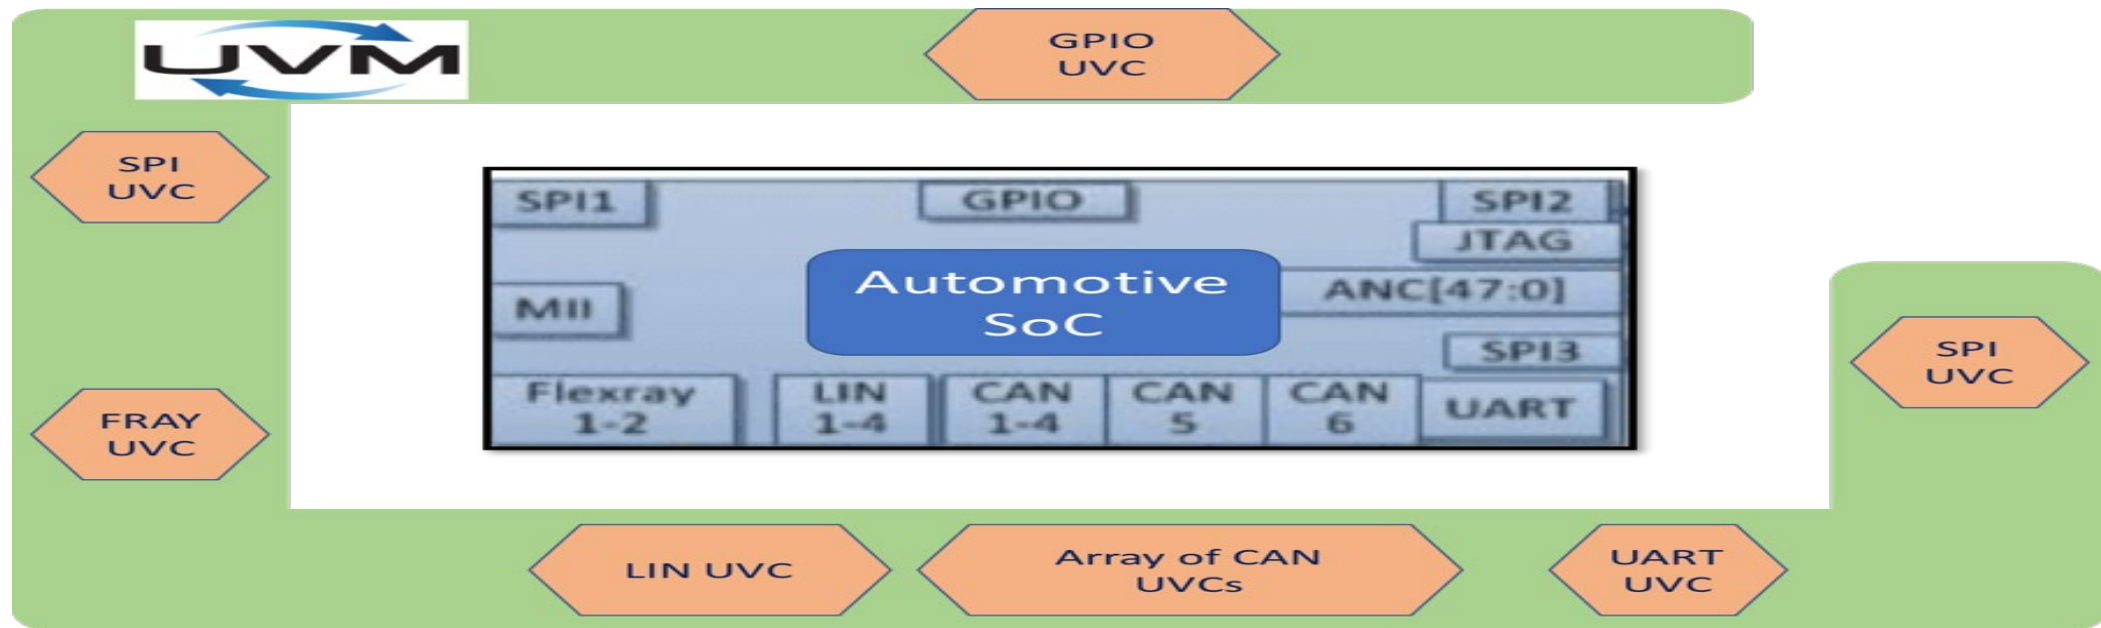 UVM
GPIO
UVC
SPI
UVC
SPI1
GPIO
SPI2
JTAG
Automotive
SoC
MII
ANC[47:0]
SPI3
Flexray
1-2
LIN
1-4
CAN
1-4
CAN
5
CAN
6
UART
SPI
UVC
FRAY
UVC
LIN UVC
Array of CAN
UVCs
UART
UVC